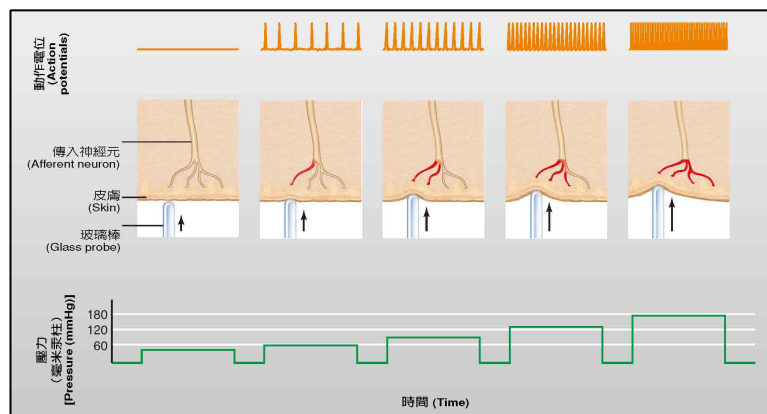 動作電位
(Action
potentials)
傳入神經元
(Afferent neuron)
皮膚
(Skin)
玻璃棒
(Glass probe)
壓力
(毫米汞柱)
[Pressure (mmHg)]
180
120
60
時間 (Time)